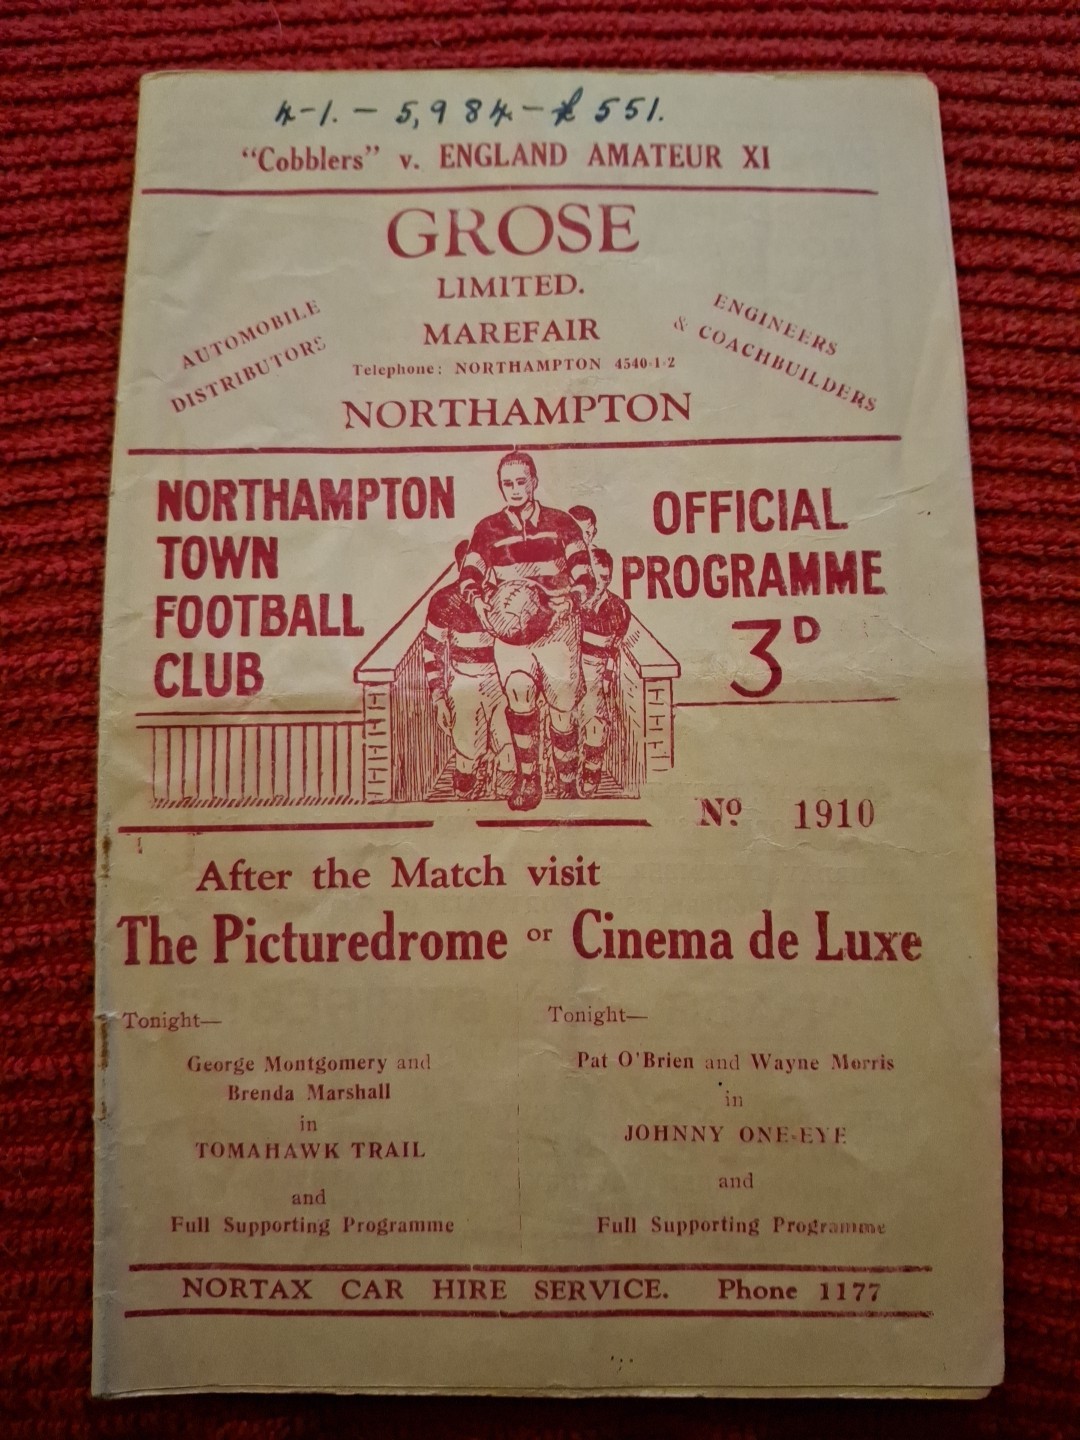 4-1. - 5,984 - £551.
"Cobblers" v. ENGLAND AMATEUR XI
GROSE
LIMITED.
MAREFAIR
Telephone: NORTHAMPTON 4540-1-2
NORTHAMPTON
AUTOMOBILE
DISTRIBUTORS
ENGINEERS
& COACHBUILDERS
NORTHAMPTON
TOWN
FOOTBALL
CLUB
OFFICIAL
PROGRAMME
3D
No 1910
After the Match visit
The Picturedrome or Cinema de Luxe
Tonight—
George Montgomery and
Brenda Marshall
in
TOMAHAWK TRAIL
and
Full Supporting Programme
Tonight—
Pat O'Brien and Wayne Morris
in
JOHNNY ONE-EYE
and
Full Supporting Programme
NORTAX CAR HIRE SERVICE. Phone 1177